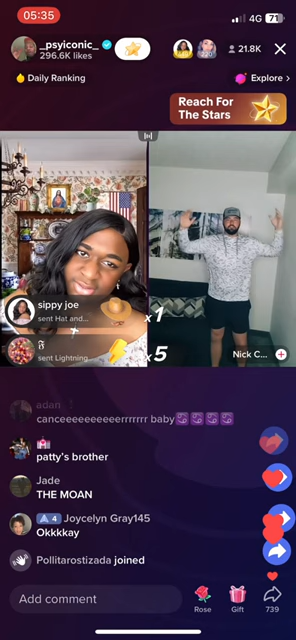 05:35
4G 71
_psyiconic_
296.6K likes
21.8K
Daily Ranking
Explore >
Reach For
The Stars
sippy joe
sent Hat and...
x1
sent Lightning
x5
Nick C...
adan
canceeeeeeeeerrrrrrr baby
patty's brother
Jade
THE MOAN
4 Joycelyn Gray145
Okkkkay
Pollitarostizada joined
Add comment
Rose
Gift
739